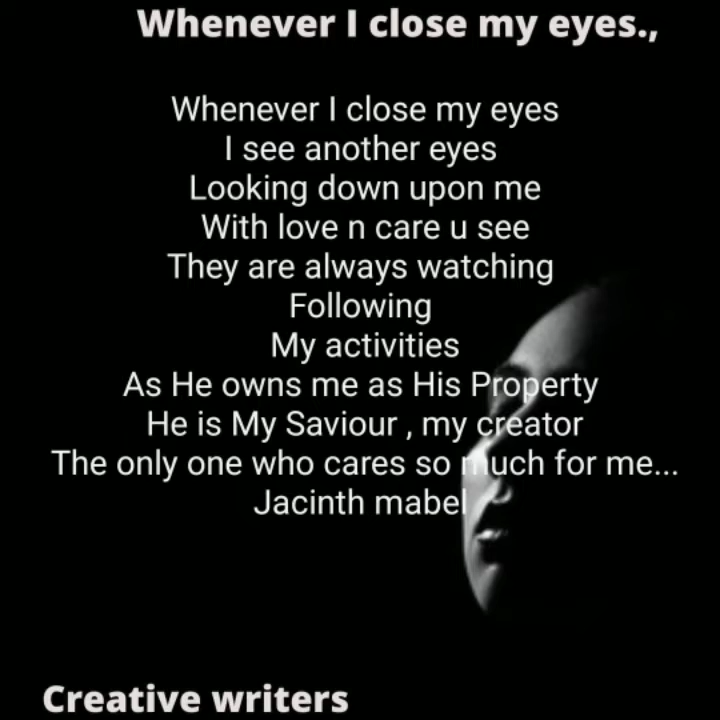 Whenever I close my eyes.,
Whenever I close my eyes
I see another eyes
Looking down upon me
With love n care u see
They are always watching
Following
My activities
As He owns me as His Property
He is My Saviour , my creator
The only one who cares so much for me...
Jacinth mabel
Creative writers